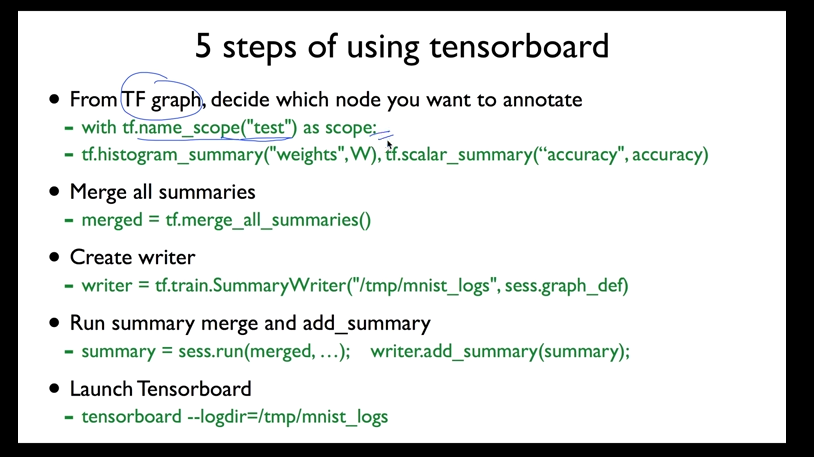 5 steps of using tensorboard
• From TF graph, decide which node you want to annotate
- with tf.name_scope("test") as scope:
- tf.histogram_summary("weights", W), tf.scalar_summary(“accuracy", accuracy)
• Merge all summaries
- merged = tf.merge_all_summaries()
• Create writer
- writer = tf.train.SummaryWriter("/tmp/mnist_logs", sess.graph_def)
• Run summary merge and add_summary
- summary = sess.run(merged, …); writer.add_summary(summary);
• Launch Tensorboard
- tensorboard --logdir=/tmp/mnist_logs